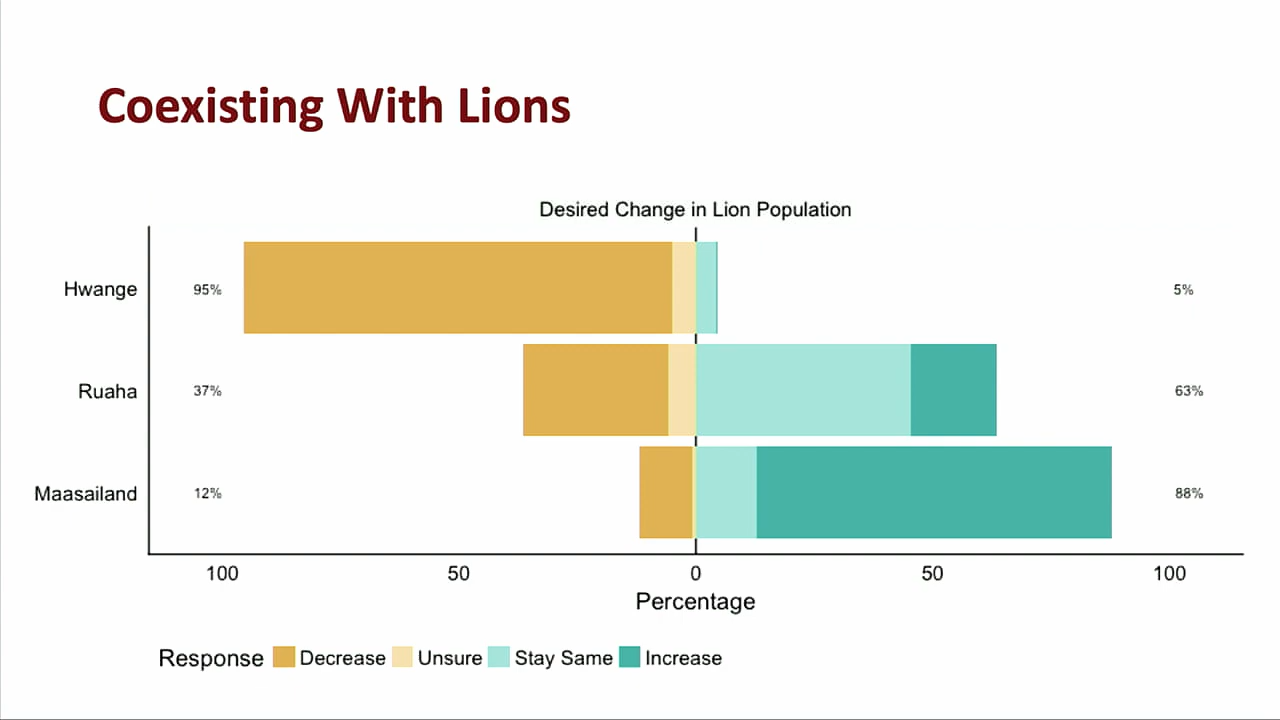 Coexisting With Lions
Desired Change in Lion Population
Hwange 95% 5%
Ruaha 37% 63%
Maasailand 12% 88%
100 50 0 50 100
Percentage
Response Decrease Unsure Stay Same Increase